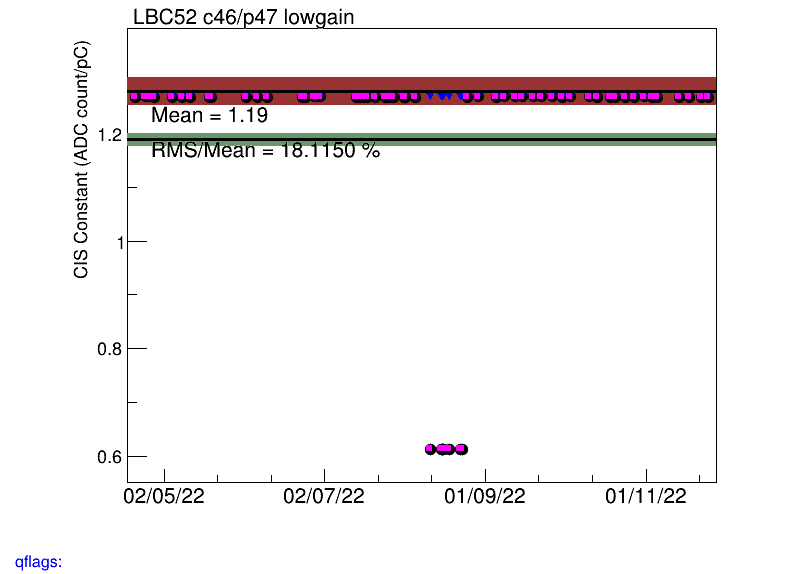 LBC52 c46/p47 lowgain
CIS Constant (ADC count/pC)
Mean = 1.19
1.2
RMS/Mean = 18.1150 %
1
0.8
0.6
02/05/22 02/07/22 01/09/22 01/11/22
qflags: